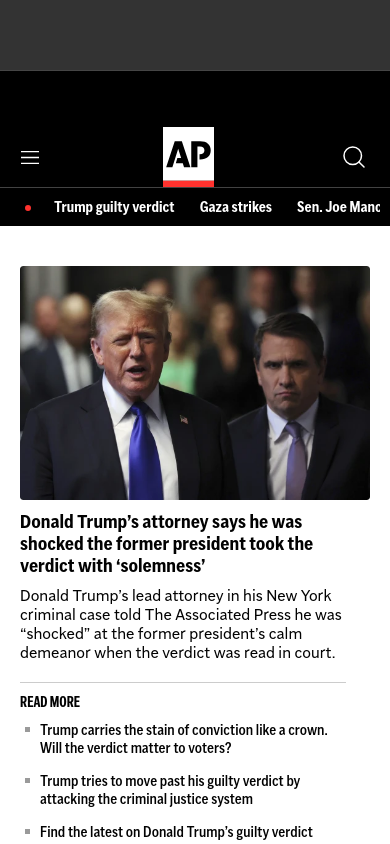 AP
Trump guilty verdict Gaza strikes Sen. Joe Manc
Donald Trump’s attorney says he was
shocked the former president took the
verdict with ‘solemness’
Donald Trump’s lead attorney in his New York
criminal case told The Associated Press he was
“shocked” at the former president’s calm
demeanor when the verdict was read in court.
READ MORE
Trump carries the stain of conviction like a crown.
Will the verdict matter to voters?
Trump tries to move past his guilty verdict by
attacking the criminal justice system
Find the latest on Donald Trump’s guilty verdict